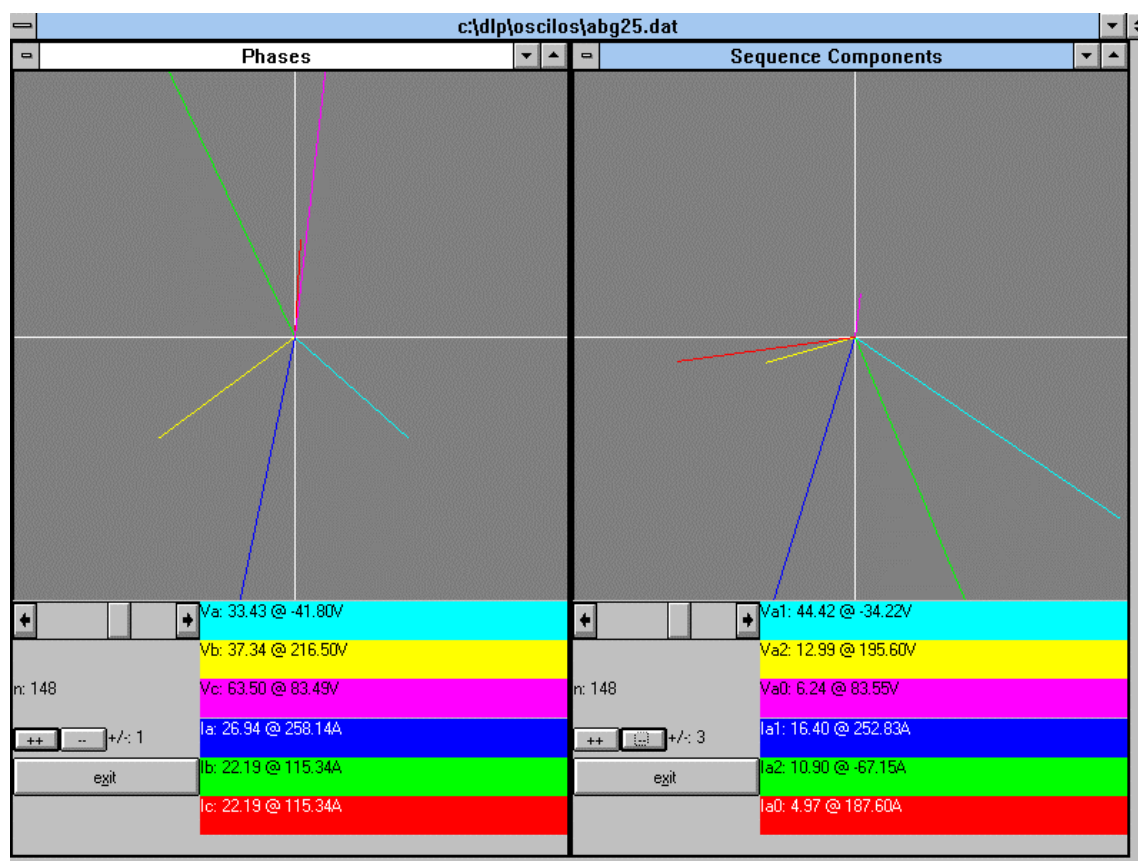 c:\dlp\oscilos\abg25.dat
Phases
Sequence Components
Va: 33.43 @ -41.80V
Vb: 37.34 @ 216.50V
n: 148
Vc: 63.50 @ 83.49V
++ -- +/-: 1
Ia: 26.94 @ 258.14A
exit
Ib: 22.19 @ 115.34A
Ic: 22.19 @ 115.34A
Va1: 44.42 @ -34.22V
Va2: 12.99 @ 195.60V
n: 148
Va0: 6.24 @ 83.55V
++ -- +/-: 3
Ia1: 16.40 @ 252.83A
exit
Ia2: 10.90 @ -67.15A
Ia0: 4.97 @ 187.60A